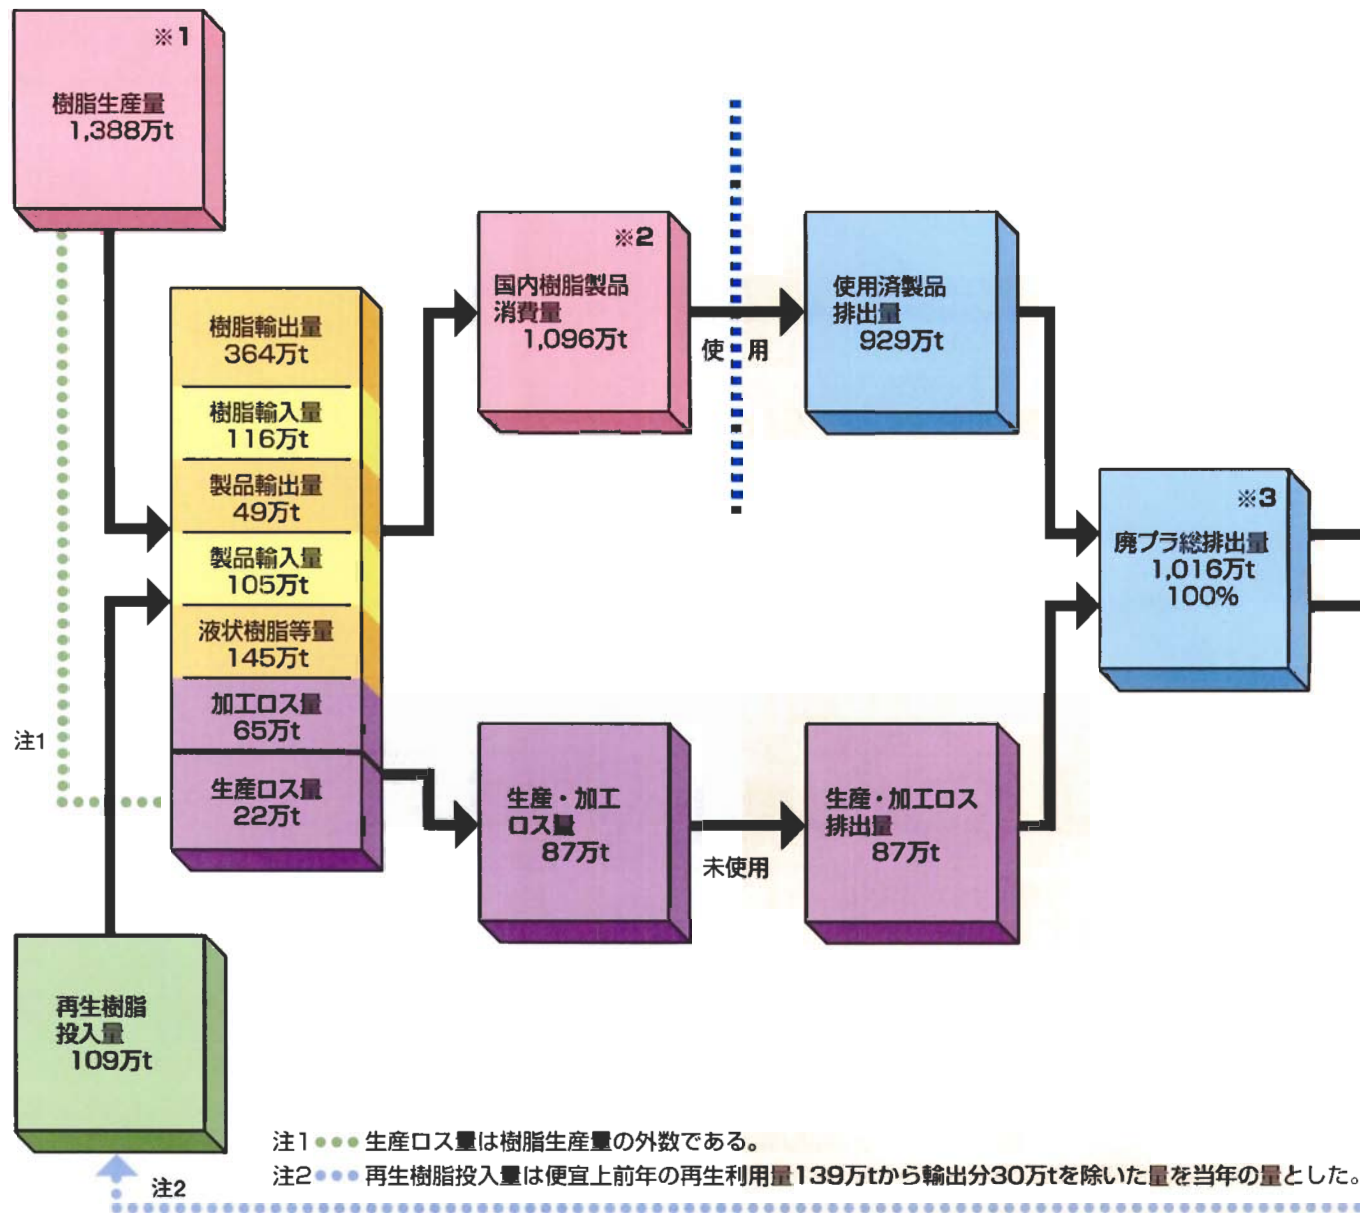 ※1
樹脂生産量
1,388万t
樹脂輸出量
364万t
樹脂輸入量
116万t
製品輸出量
49万t
製品輸入量
105万t
液状樹脂等量
145万t
加工ロス量
65万t
生産ロス量
22万t
注1
再生樹脂
投入量
109万t
※2
国内樹脂製品
消費量
1,096万t
使用
使用済製品
排出量
929万t
生産・加工
ロス量
87万t
未使用
生産・加工ロス
排出量
87万t
※3
廃プラ総排出量
1,016万t
100%
注1●●●生産ロス量は樹脂生産量の外数である。
注2●●●再生樹脂投入量は便宜上前年の再生利用量139万tから輸出分30万tを除いた量を当年の量とした。
注2